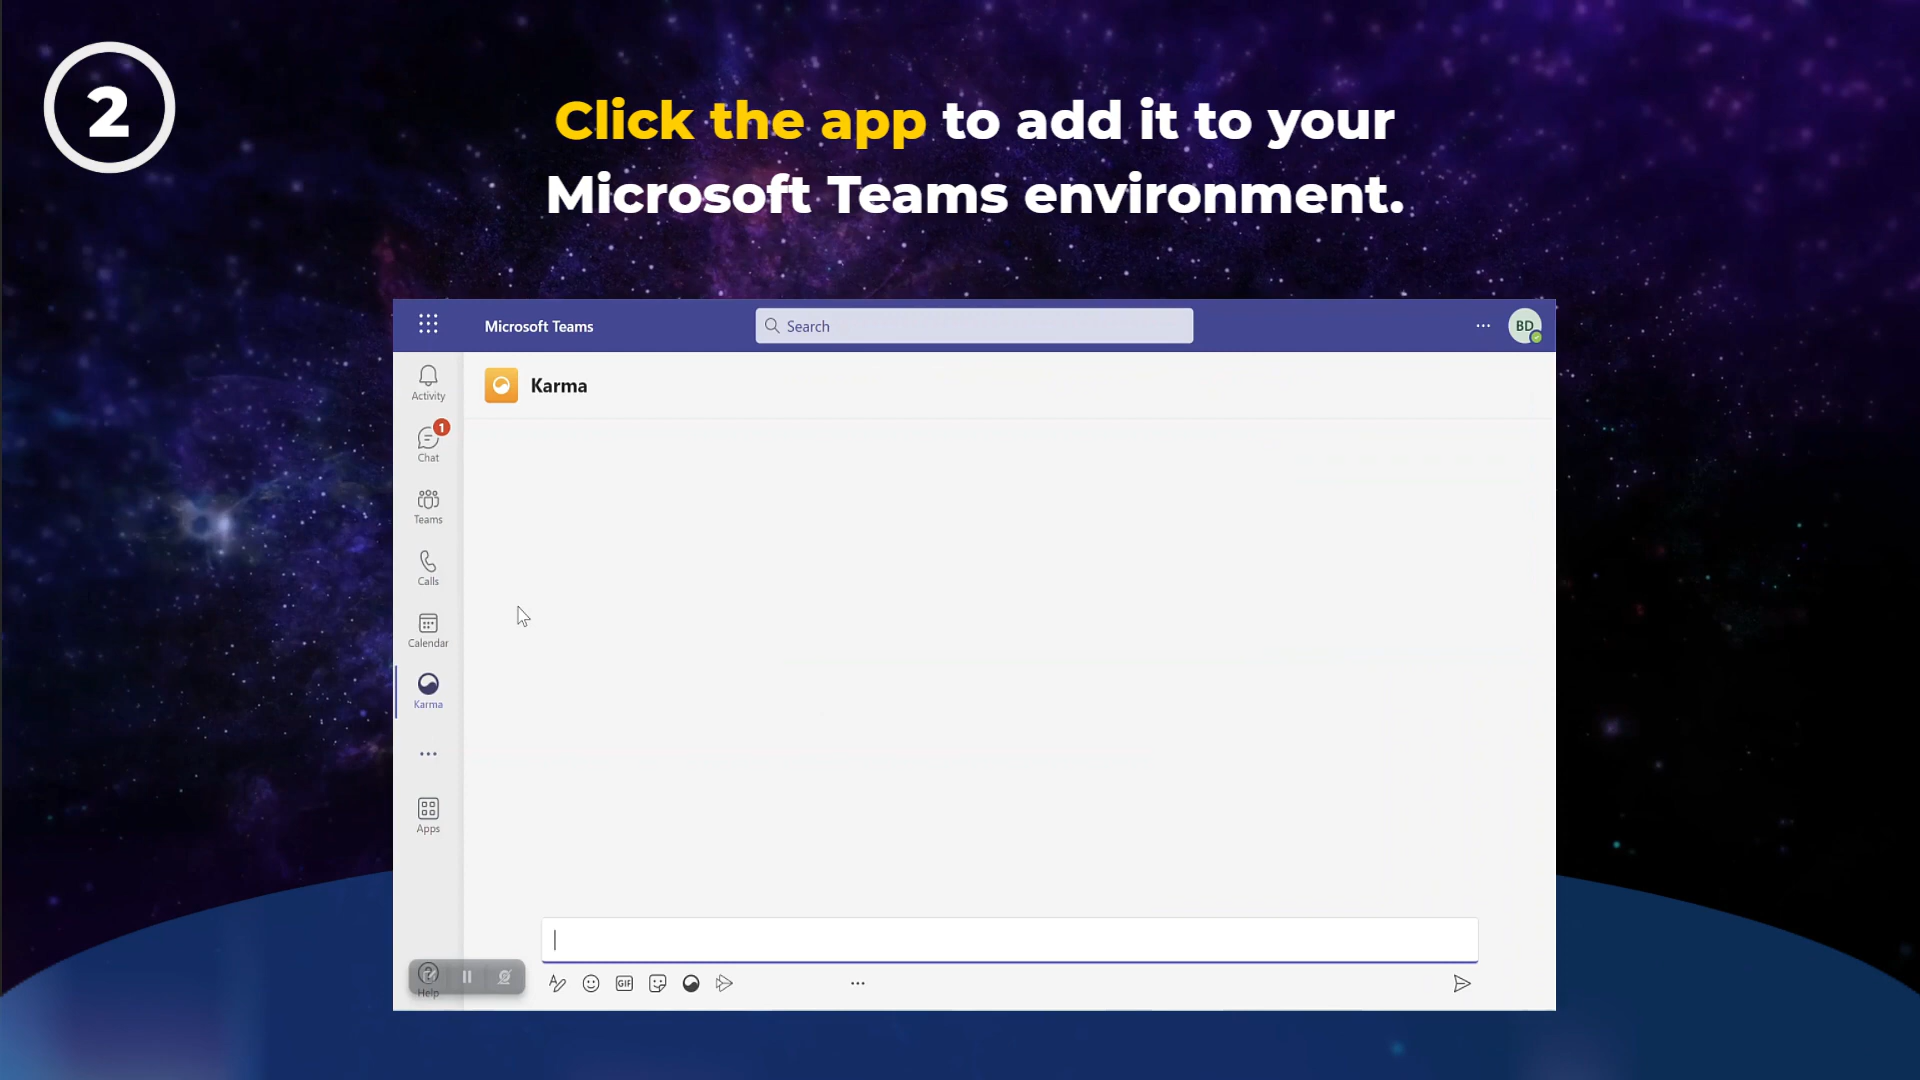 2
Click the app to add it to your
Microsoft Teams environment.
Microsoft Teams
Search
BD
Activity
Karma
1
Chat
Teams
Calls
Calendar
Karma
Apps
Help
GIF